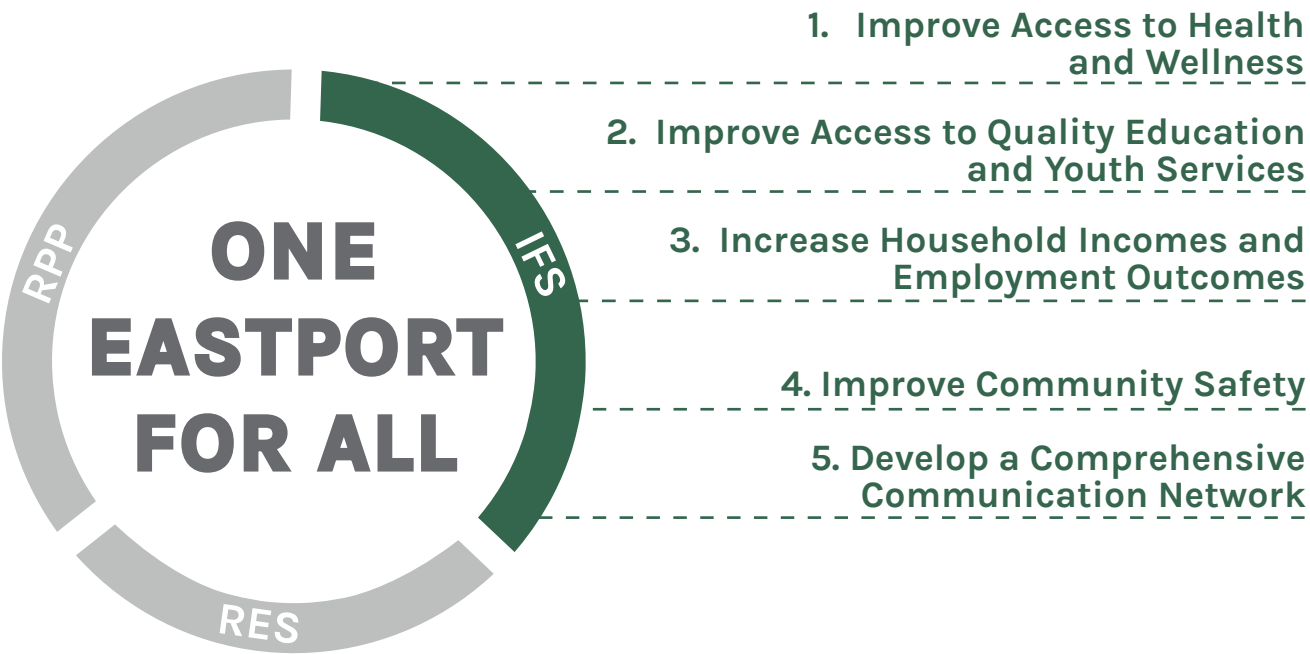 1. Improve Access to Health
and Wellness
2. Improve Access to Quality Education
and Youth Services
3. Increase Household Incomes and
Employment Outcomes
4. Improve Community Safety
5. Develop a Comprehensive
Communication Network
RPP
IFS
RES
ONE
EASTPORT
FOR ALL